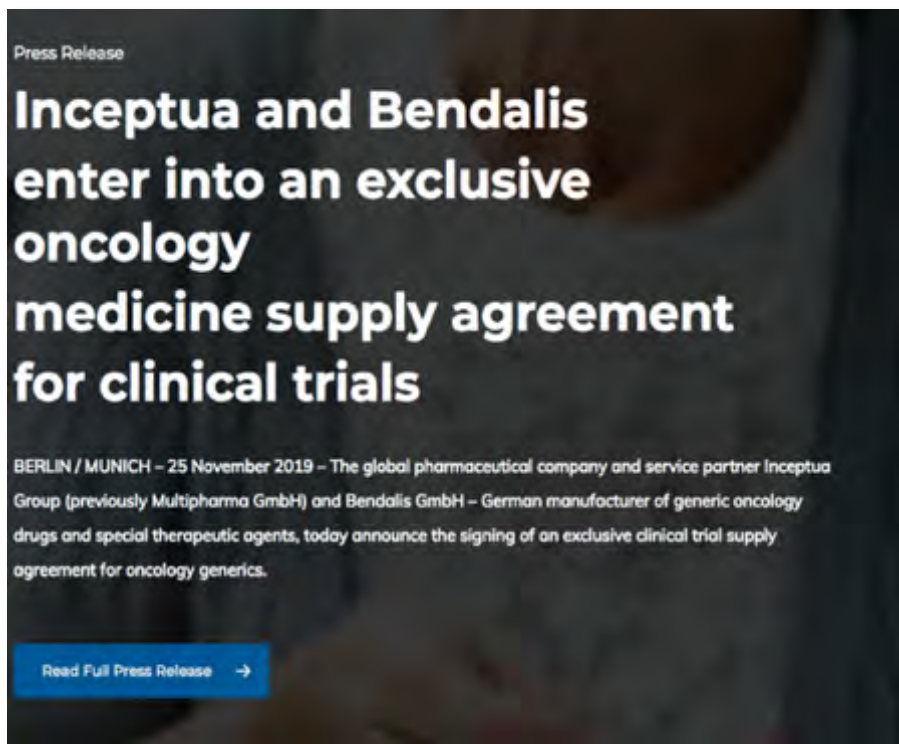 Press Release
Inceptua and Bendalis
enter into an exclusive
oncology
medicine supply agreement
for clinical trials
BERLIN / MUNICH – 25 November 2019 – The global pharmaceutical company and service partner Inceptua
Group (previously Multipharma GmbH) and Bendalis GmbH – German manufacturer of generic oncology
drugs and special therapeutic agents, today announce the signing of an exclusive clinical trial supply
agreement for oncology generics.
Read Full Press Release →